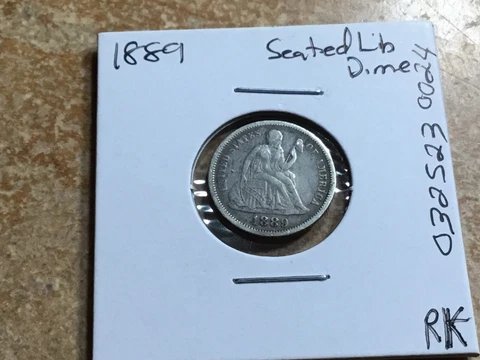 1889
Seated Lib
Dime
032523 0024
UNITED STATES OF AMERICA
1889
RK